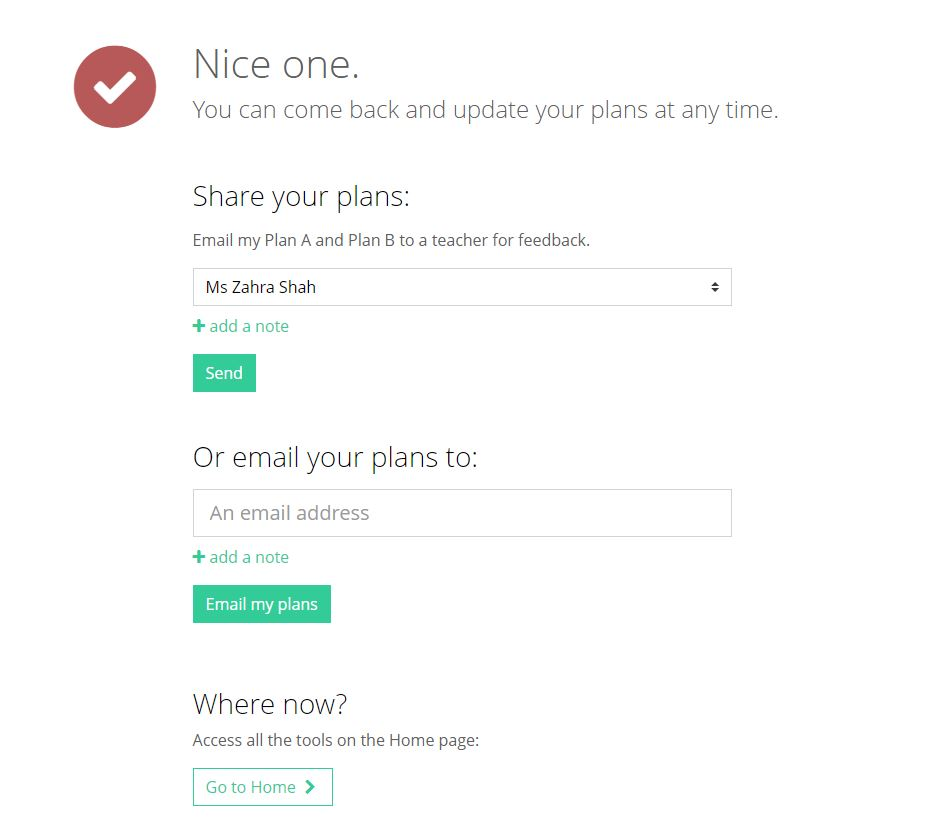 Nice one.
You can come back and update your plans at any time.
Share your plans:
Email my Plan A and Plan B to a teacher for feedback.
Ms Zahra Shah
+ add a note
Send
Or email your plans to:
An email address
+ add a note
Email my plans
Where now?
Access all the tools on the Home page:
Go to Home